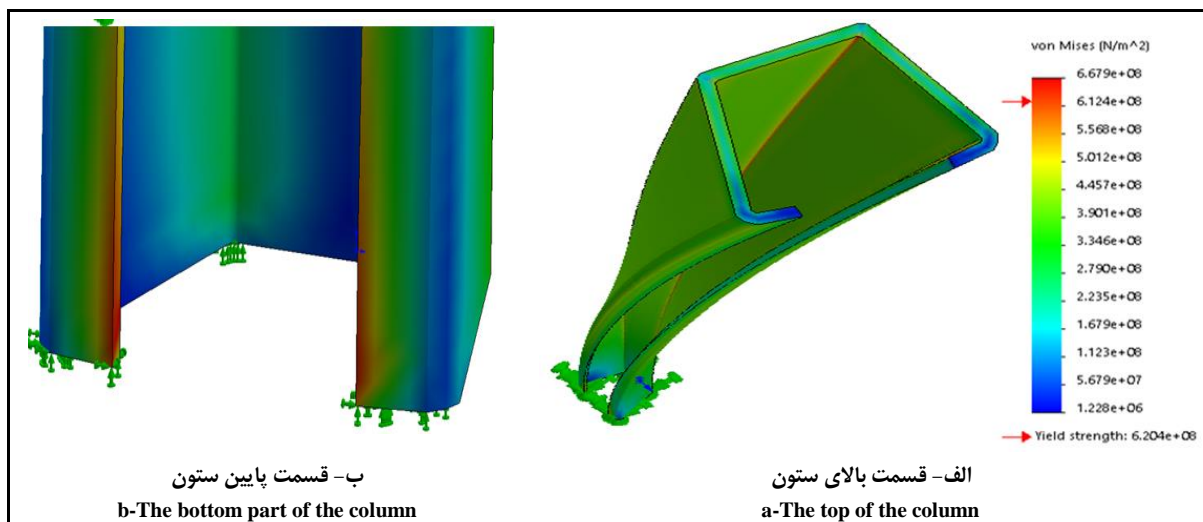 von Mises (N/m^2)
6.679e+08
6.124e+08
5.568e+08
5.012e+08
4.457e+08
3.901e+08
3.346e+08
2.790e+08
2.235e+08
1.679e+08
1.123e+08
5.679e+07
1.228e+06
Yield strength: 6.204e+08
الف- قسمت بالای ستون
a-The top of the column
ب- قسمت پایین ستون
b-The bottom part of the column